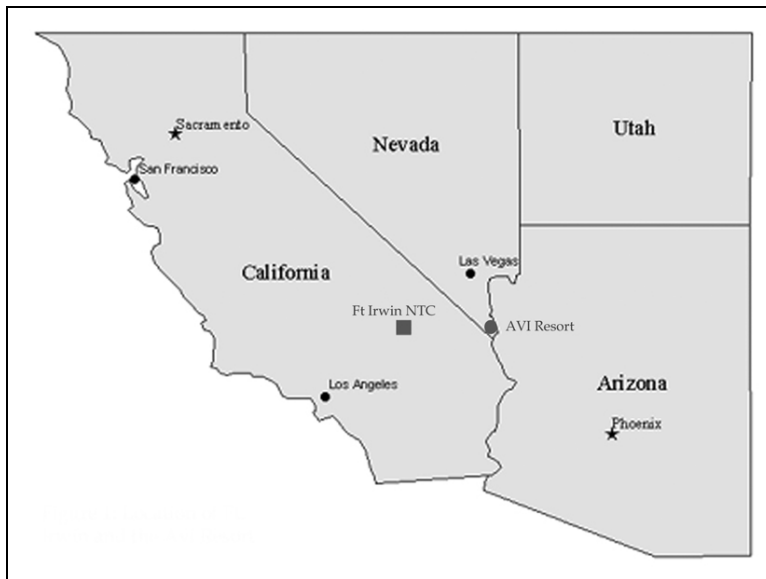 Sacramento
San Francisco
Nevada
Utah
California
Las Vegas
Ft Irwin NTC
AVI Resort
Los Angeles
Arizona
Phoenix